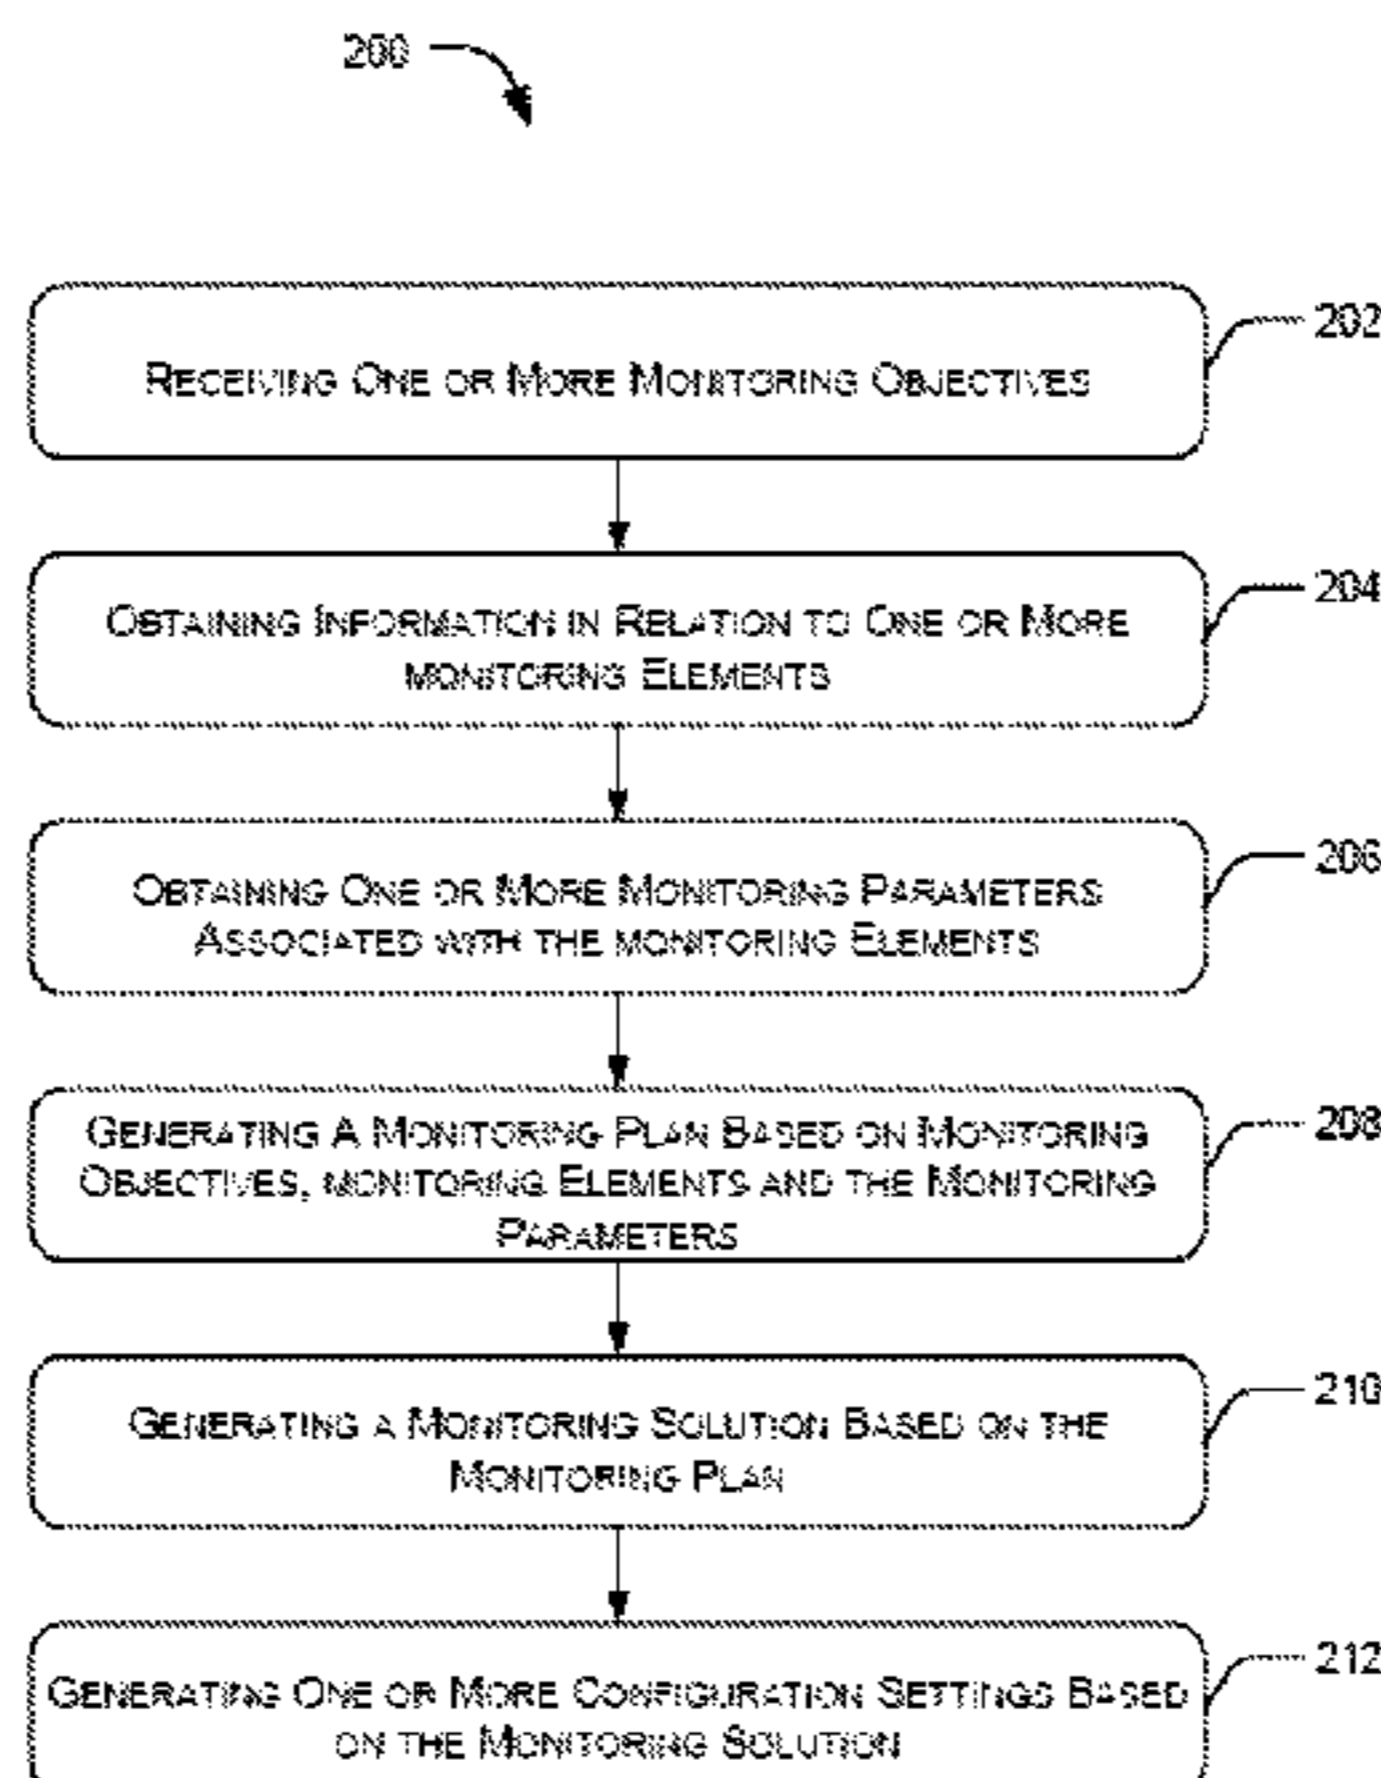 200
RECEIVING ONE OR MORE MONITORING OBJECTIVES
202
OBTAINING INFORMATION IN RELATION TO ONE OR MORE
MONITORING ELEMENTS
204
OBTAINING ONE OR MORE MONITORING PARAMETERS
ASSOCIATED WITH THE MONITORING ELEMENTS
206
GENERATING A MONITORING PLAN BASED ON MONITORING
OBJECTIVES, MONITORING ELEMENTS AND THE MONITORING
PARAMETERS
208
GENERATING A MONITORING SOLUTION BASED ON THE
MONITORING PLAN
210
GENERATING ONE OR MORE CONFIGURATION SETTINGS BASED
ON THE MONITORING SOLUTION
212